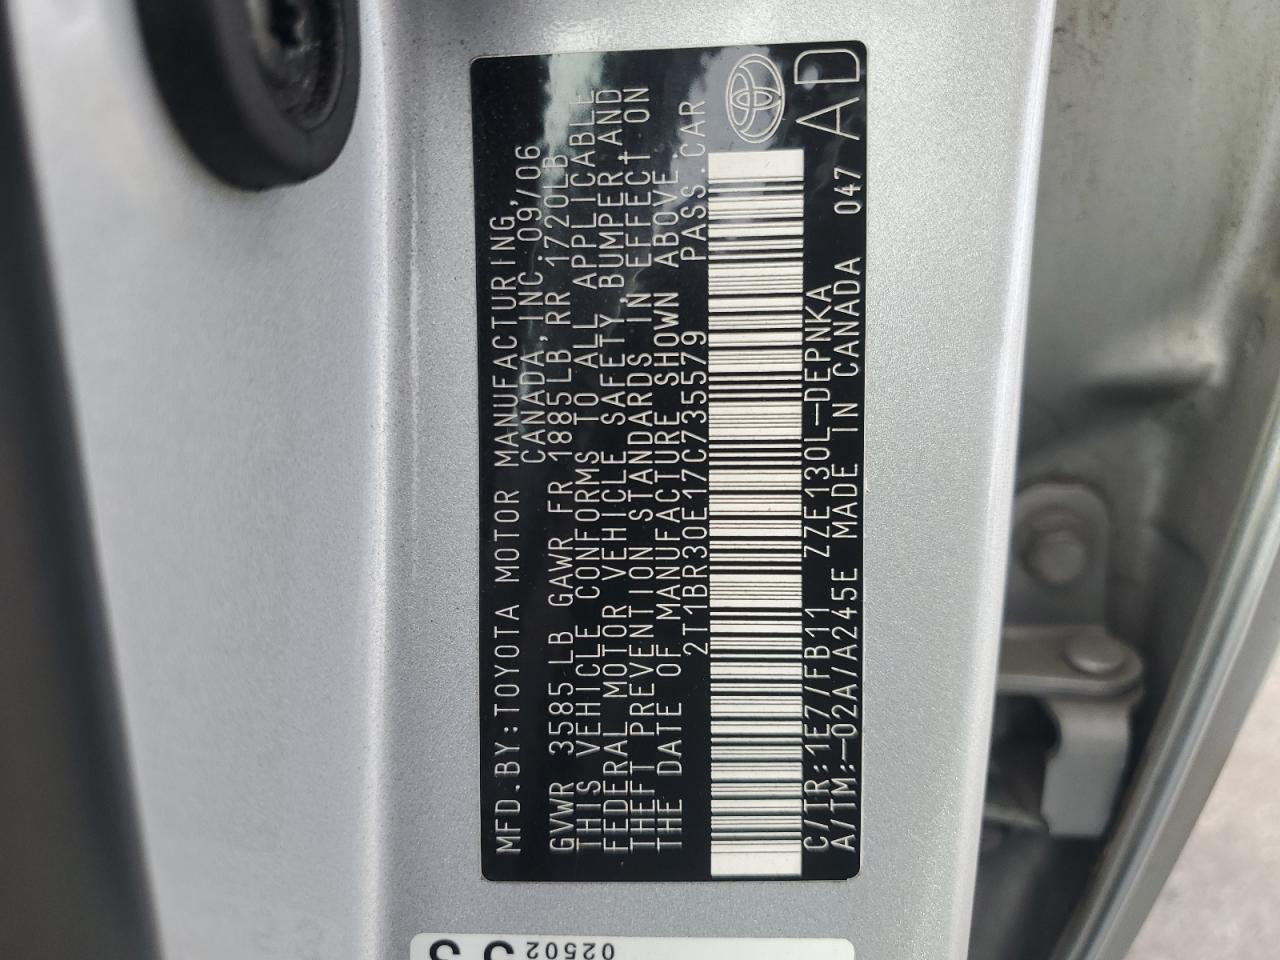 MFD.BY:TOYOTA MOTOR MANUFACTURING,
CANADA, INC. 09/06
GVWR 3585LB GAWR FR 1885LB, RR 1720LB
THIS VEHICLE CONFORMS TO ALL APPLICABLE
FEDERAL MOTOR VEHICLE SAFETY, BUMPER, AND
THEFT PREVENTION STANDARDS IN EFFECT ON
THE DATE OF MANUFACTURE SHOWN ABOVE.
2T1BR30E17C735579 PASS.CAR
C/TR:1E7/FB11 ZZE130L-DEPNKA
A/TM:-02A/A245E MADE IN CANADA 047 AD
02502